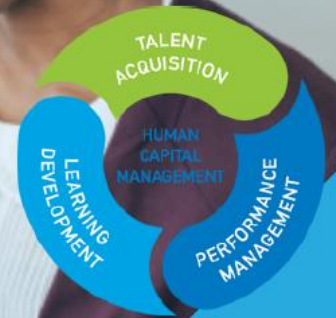 TALENT
ACQUISITION
HUMAN
CAPITAL
MANAGEMENT
LEARNING
DEVELOPMENT
PERFORMANCE
MANAGEMENT